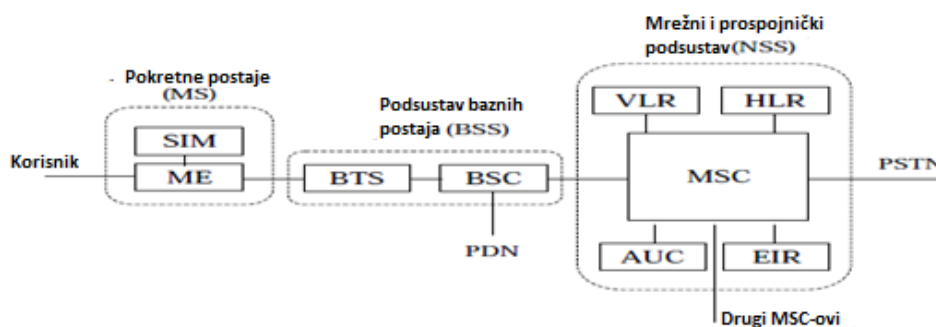 Mrežni i prospojnički
podsustav(NSS)
Pokretne postaje
(MS)
Podsustav baznih
postaja (BSS)
VLR
HLR
SIM
Korisnik
ME
BTS
BSC
MSC
PSTN
PDN
AUC
EIR
Drugi MSC-ovi